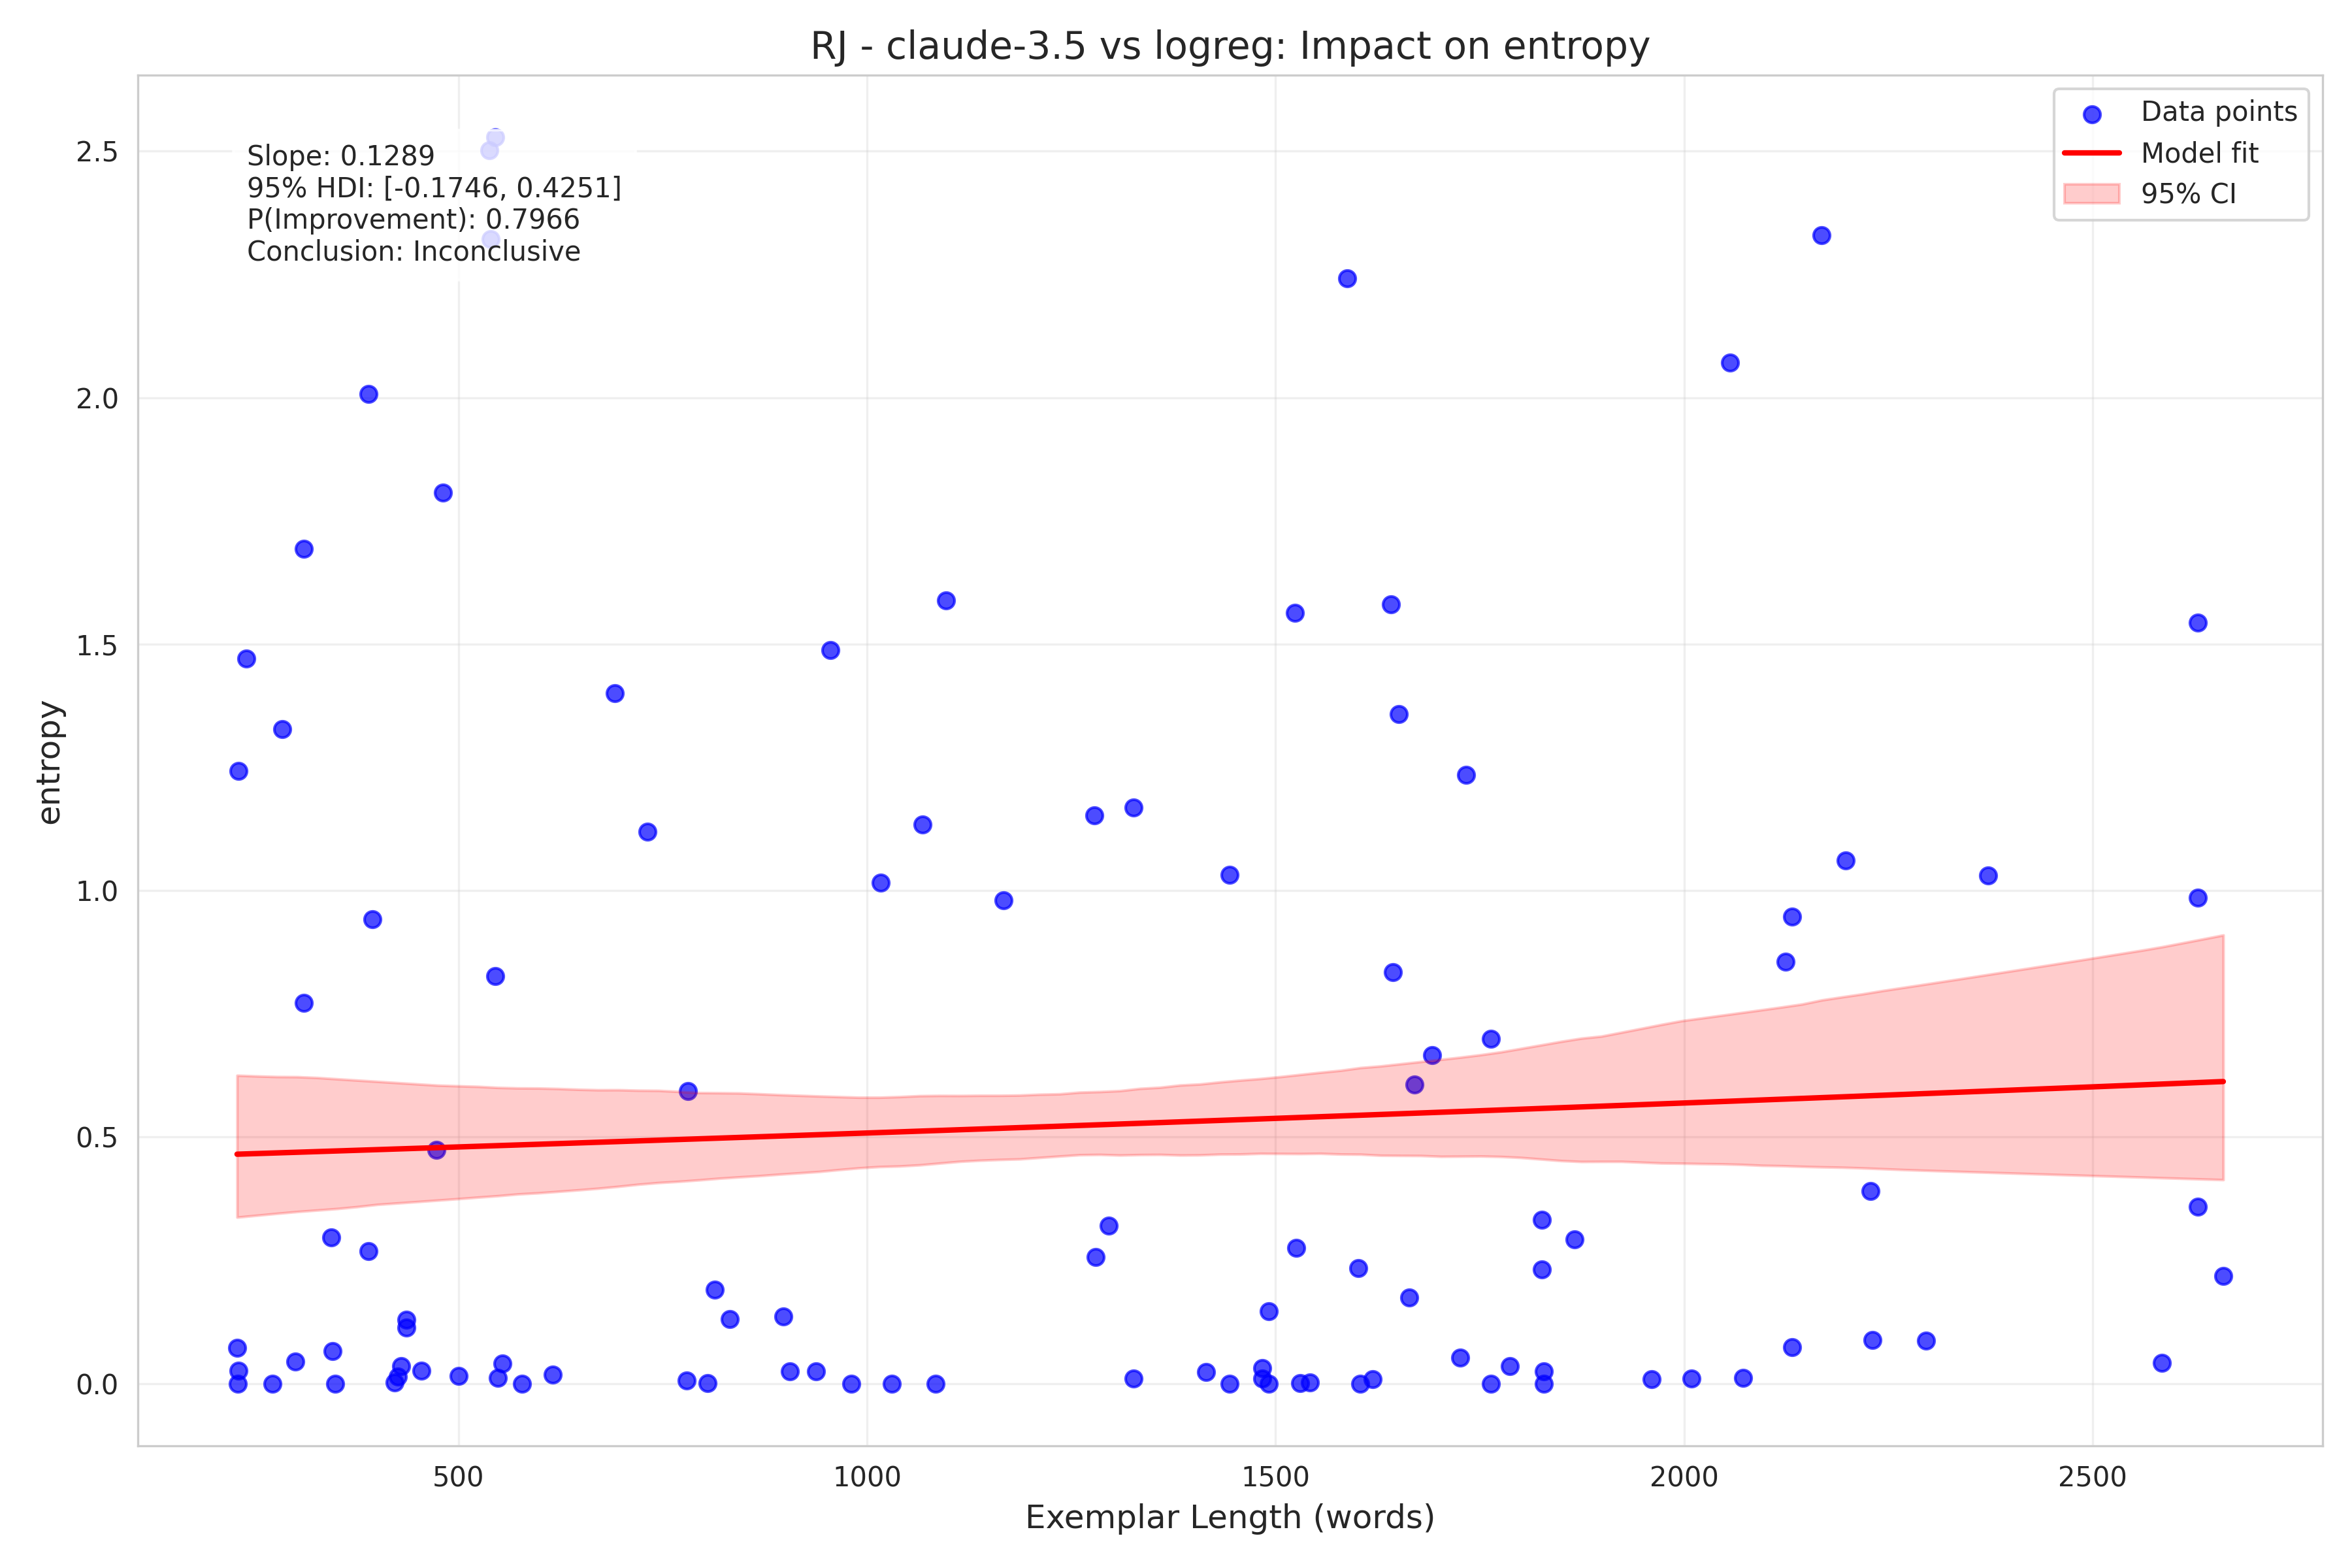 RJ - claude-3.5 vs logreg: Impact on entropy
Data points
Model fit
95% CI
Slope: 0.1289
95% HDI: [-0.1746, 0.4251]
P(Improvement): 0.7966
Conclusion: Inconclusive
entropy
2.5
2.0
1.5
1.0
0.5
0.0
500
1000
1500
2000
2500
Exemplar Length (words)